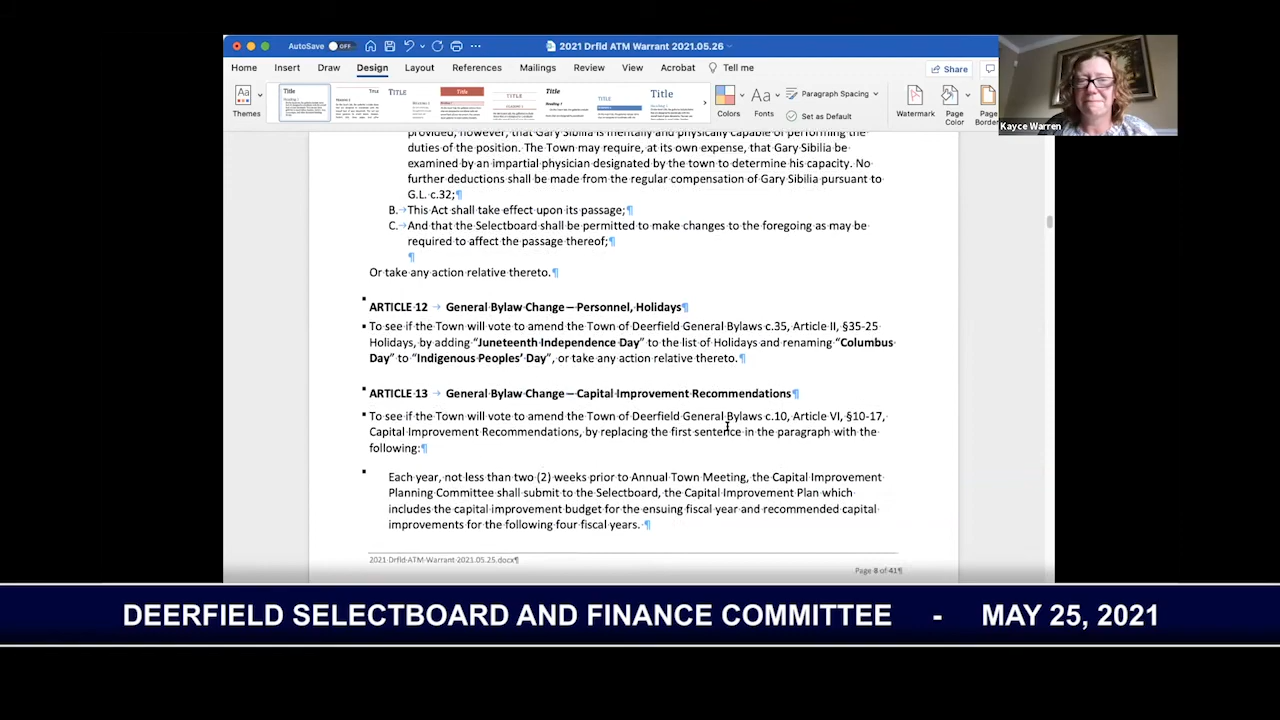 AutoSave OFF 2021 Drfld ATM Warrant 2021.05.26
Home Insert Draw Design Layout References Mailings Review View Acrobat Tell me Share
Themes Colors Fonts Paragraph Spacing Set as Default Watermark Page Color Page Border
Kayce Warren
provided, however, that Gary Sibilia is mentally and physically capable of performing the
duties of the position. The Town may require, at its own expense, that Gary Sibilia be
examined by an impartial physician designated by the town to determine his capacity. No
further deductions shall be made from the regular compensation of Gary Sibilia pursuant to
G.L. c.32;
B. This Act shall take effect upon its passage;
C. And that the Selectboard shall be permitted to make changes to the foregoing as may be
required to affect the passage thereof;
Or take any action relative thereto.
ARTICLE 12 General Bylaw Change – Personnel, Holidays
To see if the Town will vote to amend the Town of Deerfield General Bylaws c.35, Article II, §35-25
Holidays, by adding “Juneteenth Independence Day” to the list of Holidays and renaming “Columbus
Day” to “Indigenous Peoples’ Day”, or take any action relative thereto.
ARTICLE 13 General Bylaw Change – Capital Improvement Recommendations
To see if the Town will vote to amend the Town of Deerfield General Bylaws c.10, Article VI, §10-17,
Capital Improvement Recommendations, by replacing the first sentence in the paragraph with the
following:
Each year, not less than two (2) weeks prior to Annual Town Meeting, the Capital Improvement
Planning Committee shall submit to the Selectboard, the Capital Improvement Plan which
includes the capital improvement budget for the ensuing fiscal year and recommended capital
improvements for the following four fiscal years.
2021 Drfld ATM Warrant 2021.05.25.docx
Page 8 of 41
DEERFIELD SELECTBOARD AND FINANCE COMMITTEE - MAY 25, 2021